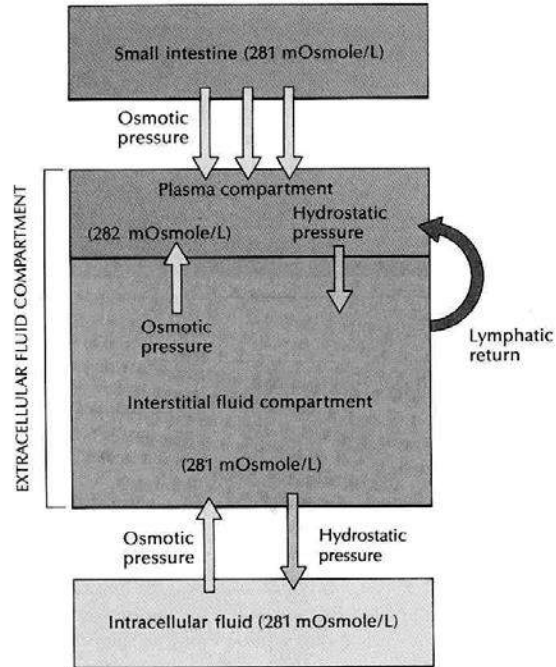 Small intestine (281 mOsmole/L)
Osmotic
pressure
EXTRACELLULAR FLUID COMPARTMENT
Plasma compartment
(282 mOsmole/L)
Hydrostatic
pressure
Osmotic
pressure
Lymphatic
return
Interstitial fluid compartment
(281 mOsmole/L)
Osmotic
pressure
Hydrostatic
pressure
Intracellular fluid (281 mOsmole/L)